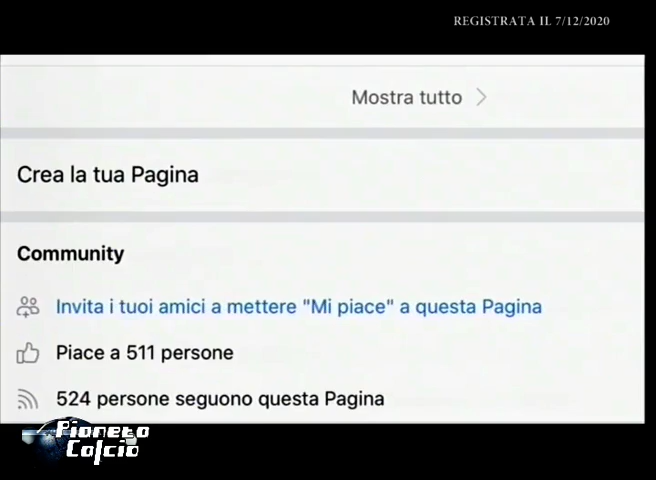 REGISTRATA IL 7/12/2020
Mostra tutto
Crea la tua Pagina
Community
Invita i tuoi amici a mettere "Mi piace" a questa Pagina
Piace a 511 persone
524 persone seguono questa Pagina
Pianeta
Calcio